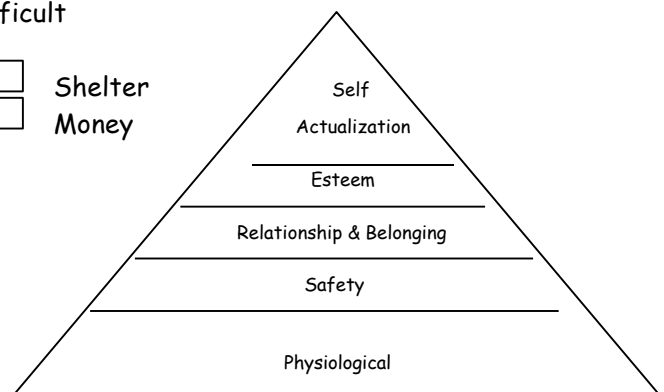 ficult
Shelter
Money
Self
Actualization
Esteem
Relationship & Belonging
Safety
Physiological